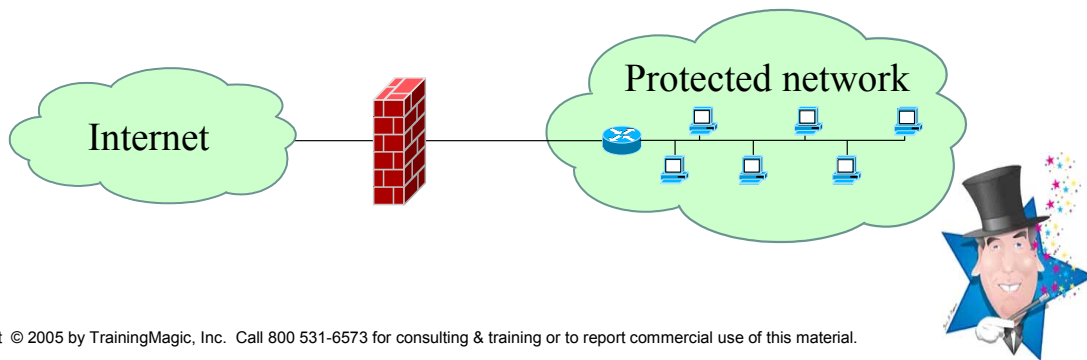 Protected network
Internet
t © 2005 by TrainingMagic, Inc. Call 800 531-6573 for consulting & training or to report commercial use of this material.